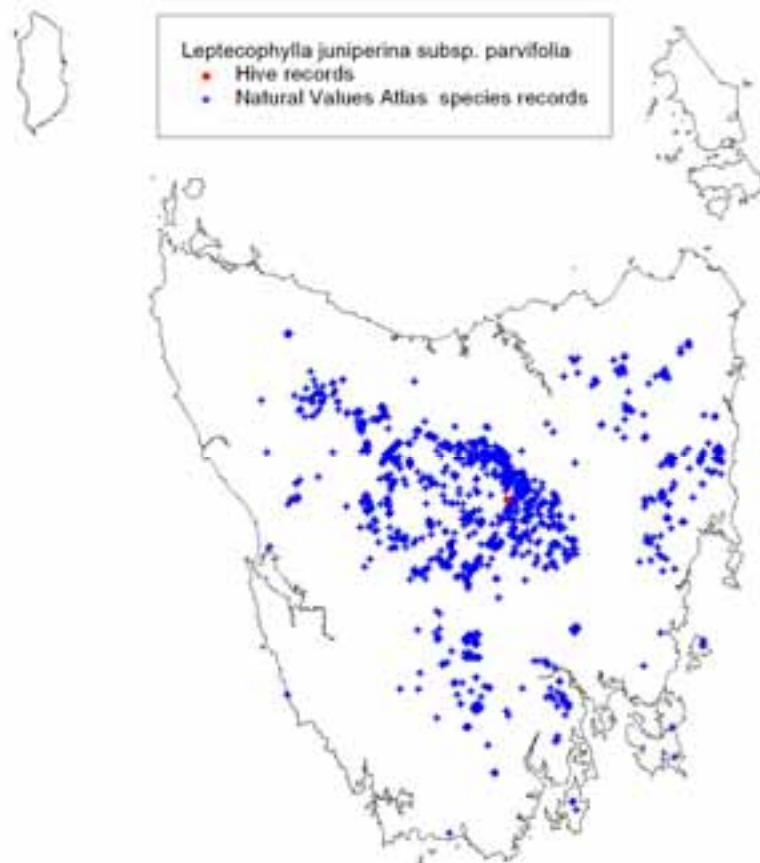 Leptecophylla juniperina subsp. parvifolia
Hive records
Natural Values Atlas species records